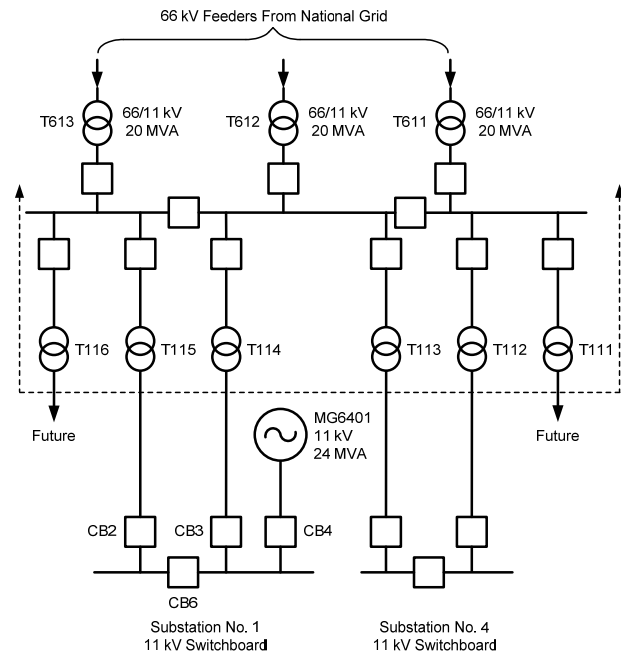 66 kV Feeders From National Grid
T613
66/11 kV
20 MVA
T612
66/11 kV
20 MVA
T611
66/11 kV
20 MVA
T116
T115
T114
T113
T112
T111
Future
MG6401
11 kV
24 MVA
Future
CB2
CB3
CB4
CB6
Substation No. 1
11 kV Switchboard
Substation No. 4
11 kV Switchboard